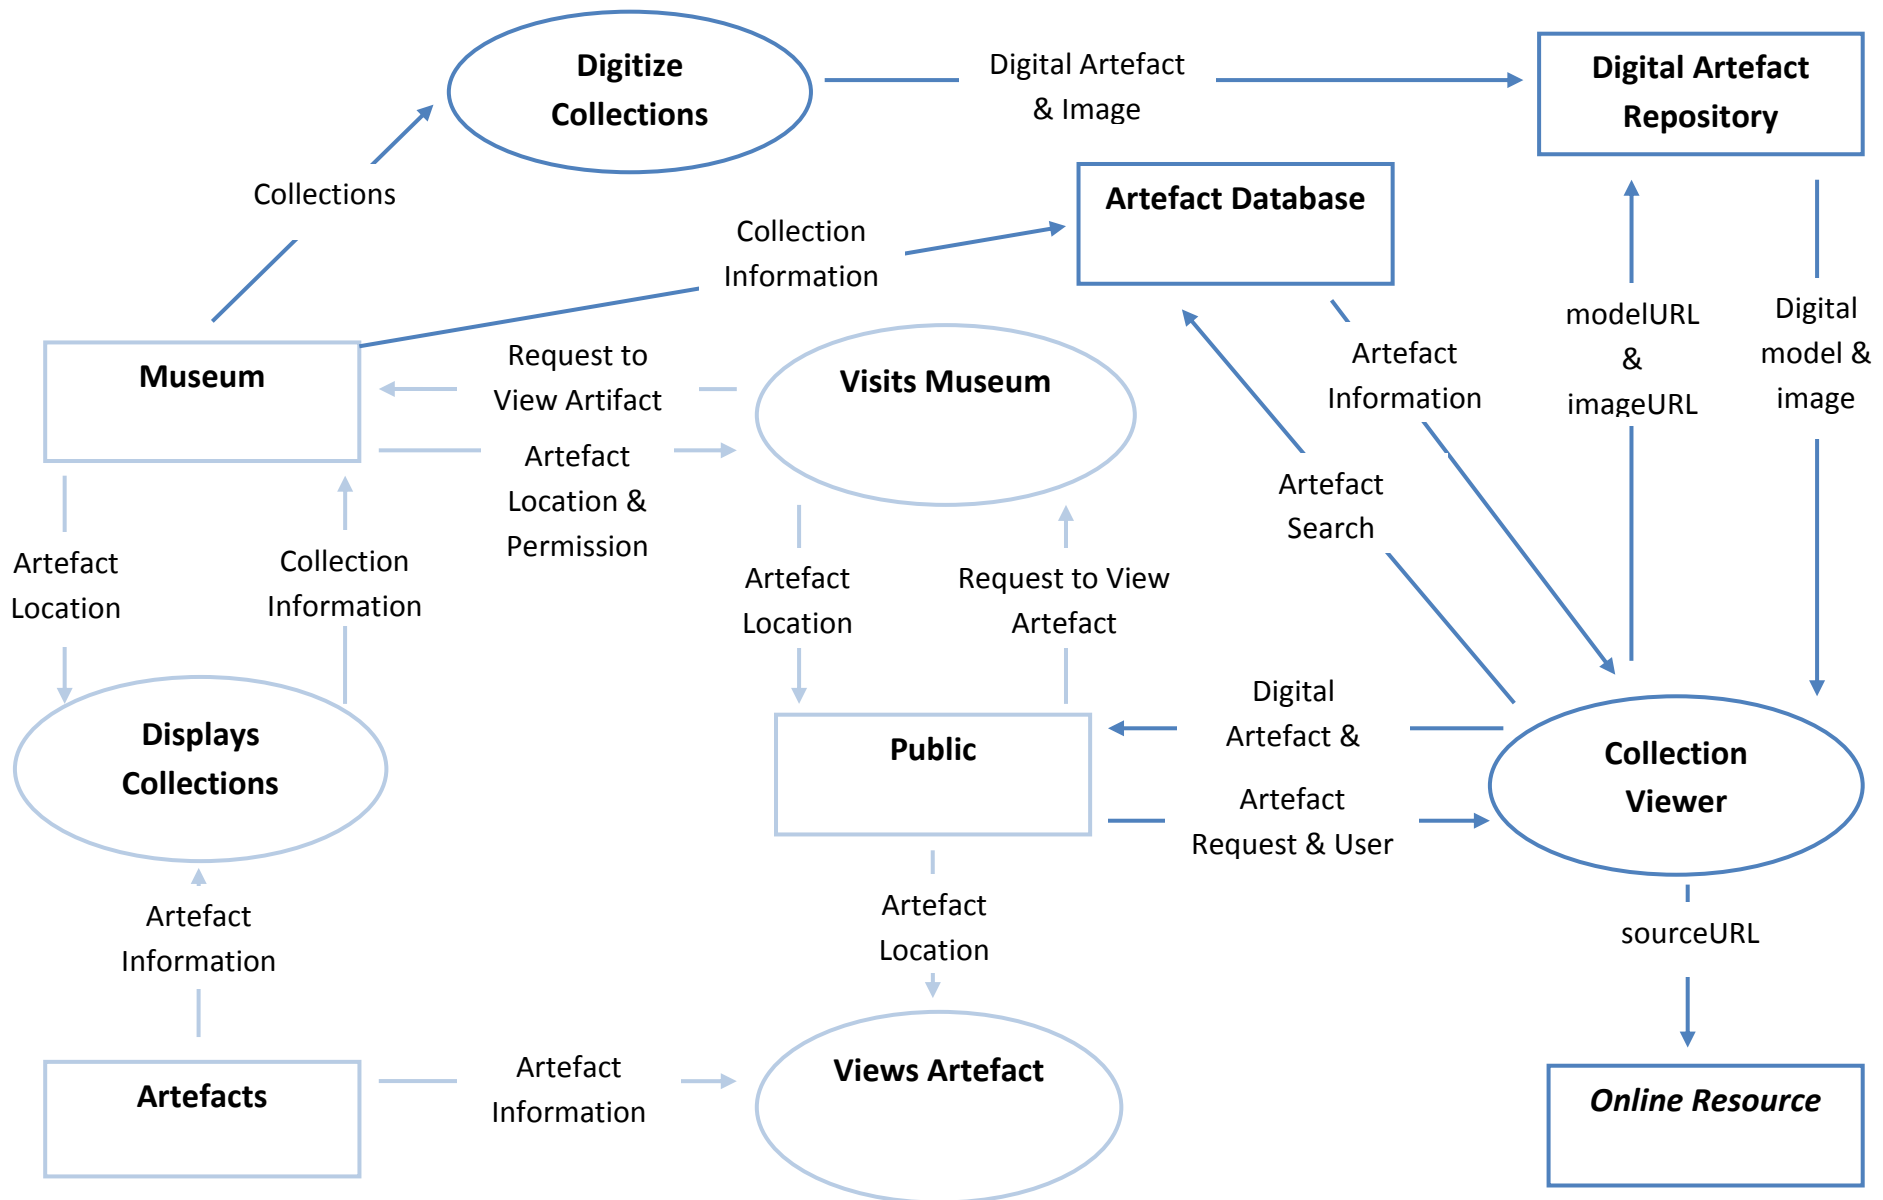 Digitize
Collections
Digital Artefact
& Image
Digital Artefact
Repository
Collections
Artefact Database
Collection
Information
Museum
Request to
View Artifact
Visits Museum
Artefact
Information
modelURL
&
imageURL
Digital
model &
image
Artefact
Location &
Permission
Artefact
Search
Artefact
Location
Collection
Information
Artefact
Location
Request to View
Artefact
Displays
Collections
Public
Digital
Artefact &
Artefact
Request & User
Collection
Viewer
Artefact
Information
Artefact
Location
sourceURL
Artefacts
Artefact
Information
Views Artefact
Online Resource